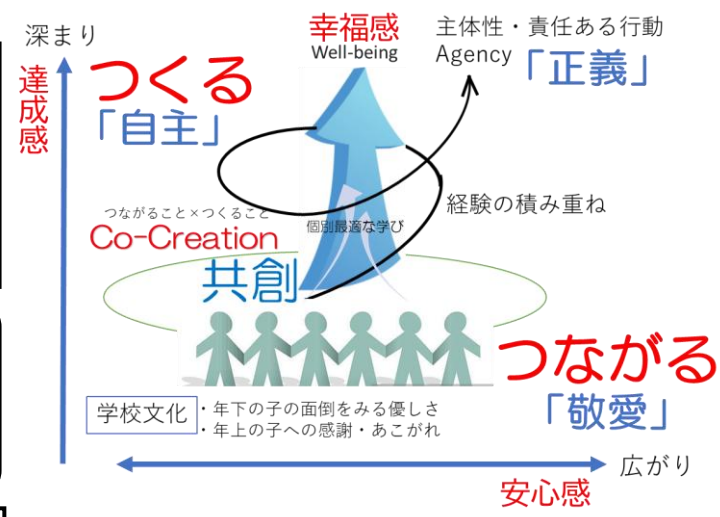 深まり
達成感
つくる
「自主」
幸福感
Well-being
主体性・責任ある行動
Agency
「正義」
経験の積み重ね
つながること×つくること
Co-Creation
共創
個別最適な学び
つながる
「敬愛」
学校文化
・年下の子の面倒をみる優しさ
・年上の子への感謝・あこがれ
広がり
安心感